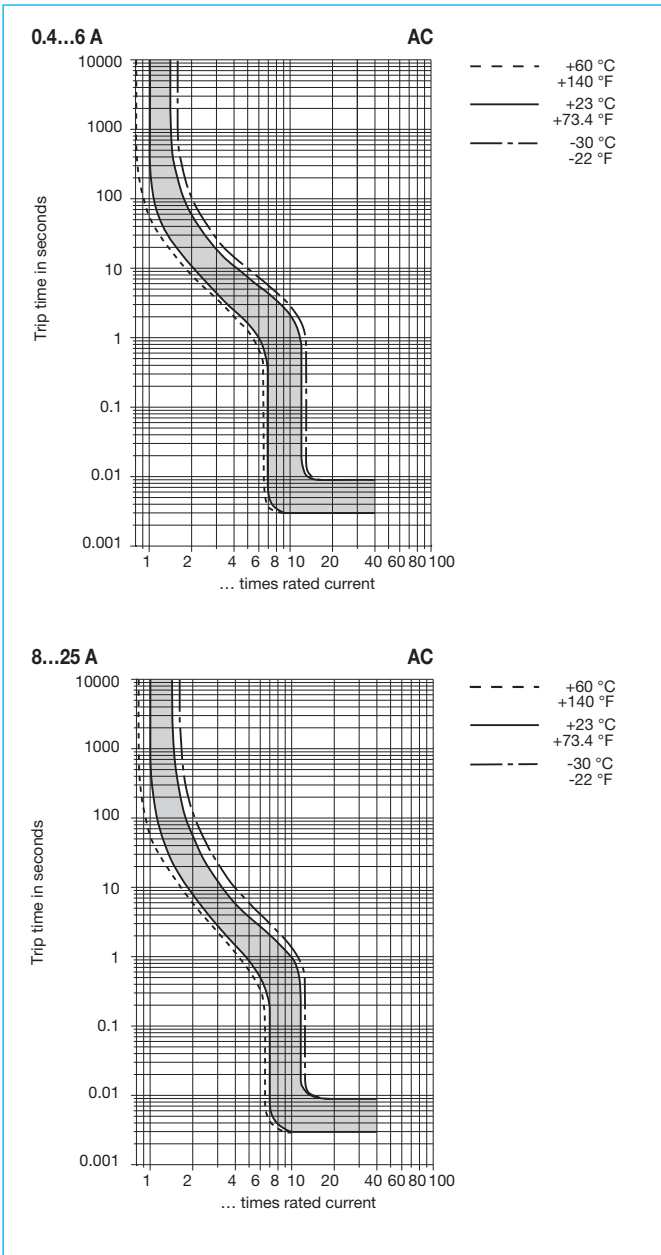 0.4...6 A AC
10000
1000
100
10
1
0.1
0.01
0.001
Trip time in seconds
1 2 4 6 8 10 20 40 60 80 100
... times rated current
+60 °C
+140 °F
+23 °C
+73.4 °F
-30 °C
-22 °F
8...25 A AC
10000
1000
100
10
1
0.1
0.01
0.001
Trip time in seconds
1 2 4 6 8 10 20 40 60 80 100
... times rated current
+60 °C
+140 °F
+23 °C
+73.4 °F
-30 °C
-22 °F